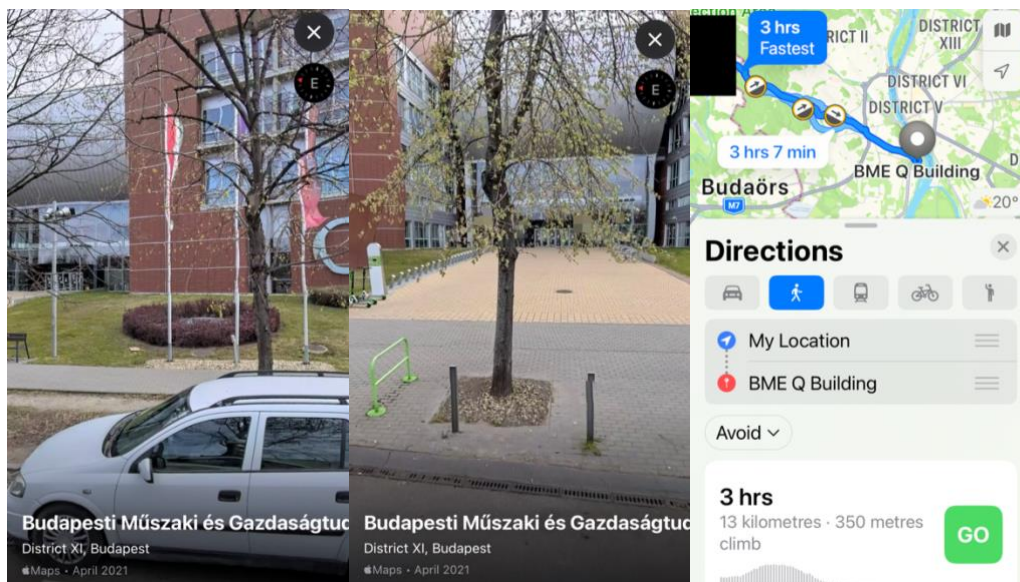 E
Budapesti Műszaki és Gazdaságtud
District XI, Budapest
Maps • April 2021
E
Budapesti Műszaki és Gazdaságtud
District XI, Budapest
Maps • April 2021
3 hrs
Fastest
RICT II
DISTRICT
XIII
DISTRICT VI
DISTRICT V
3 hrs 7 min
BME Q Building
Budaörs
M7
20°
Directions
My Location
BME Q Building
Avoid
3 hrs
13 kilometres · 350 metres
climb
GO